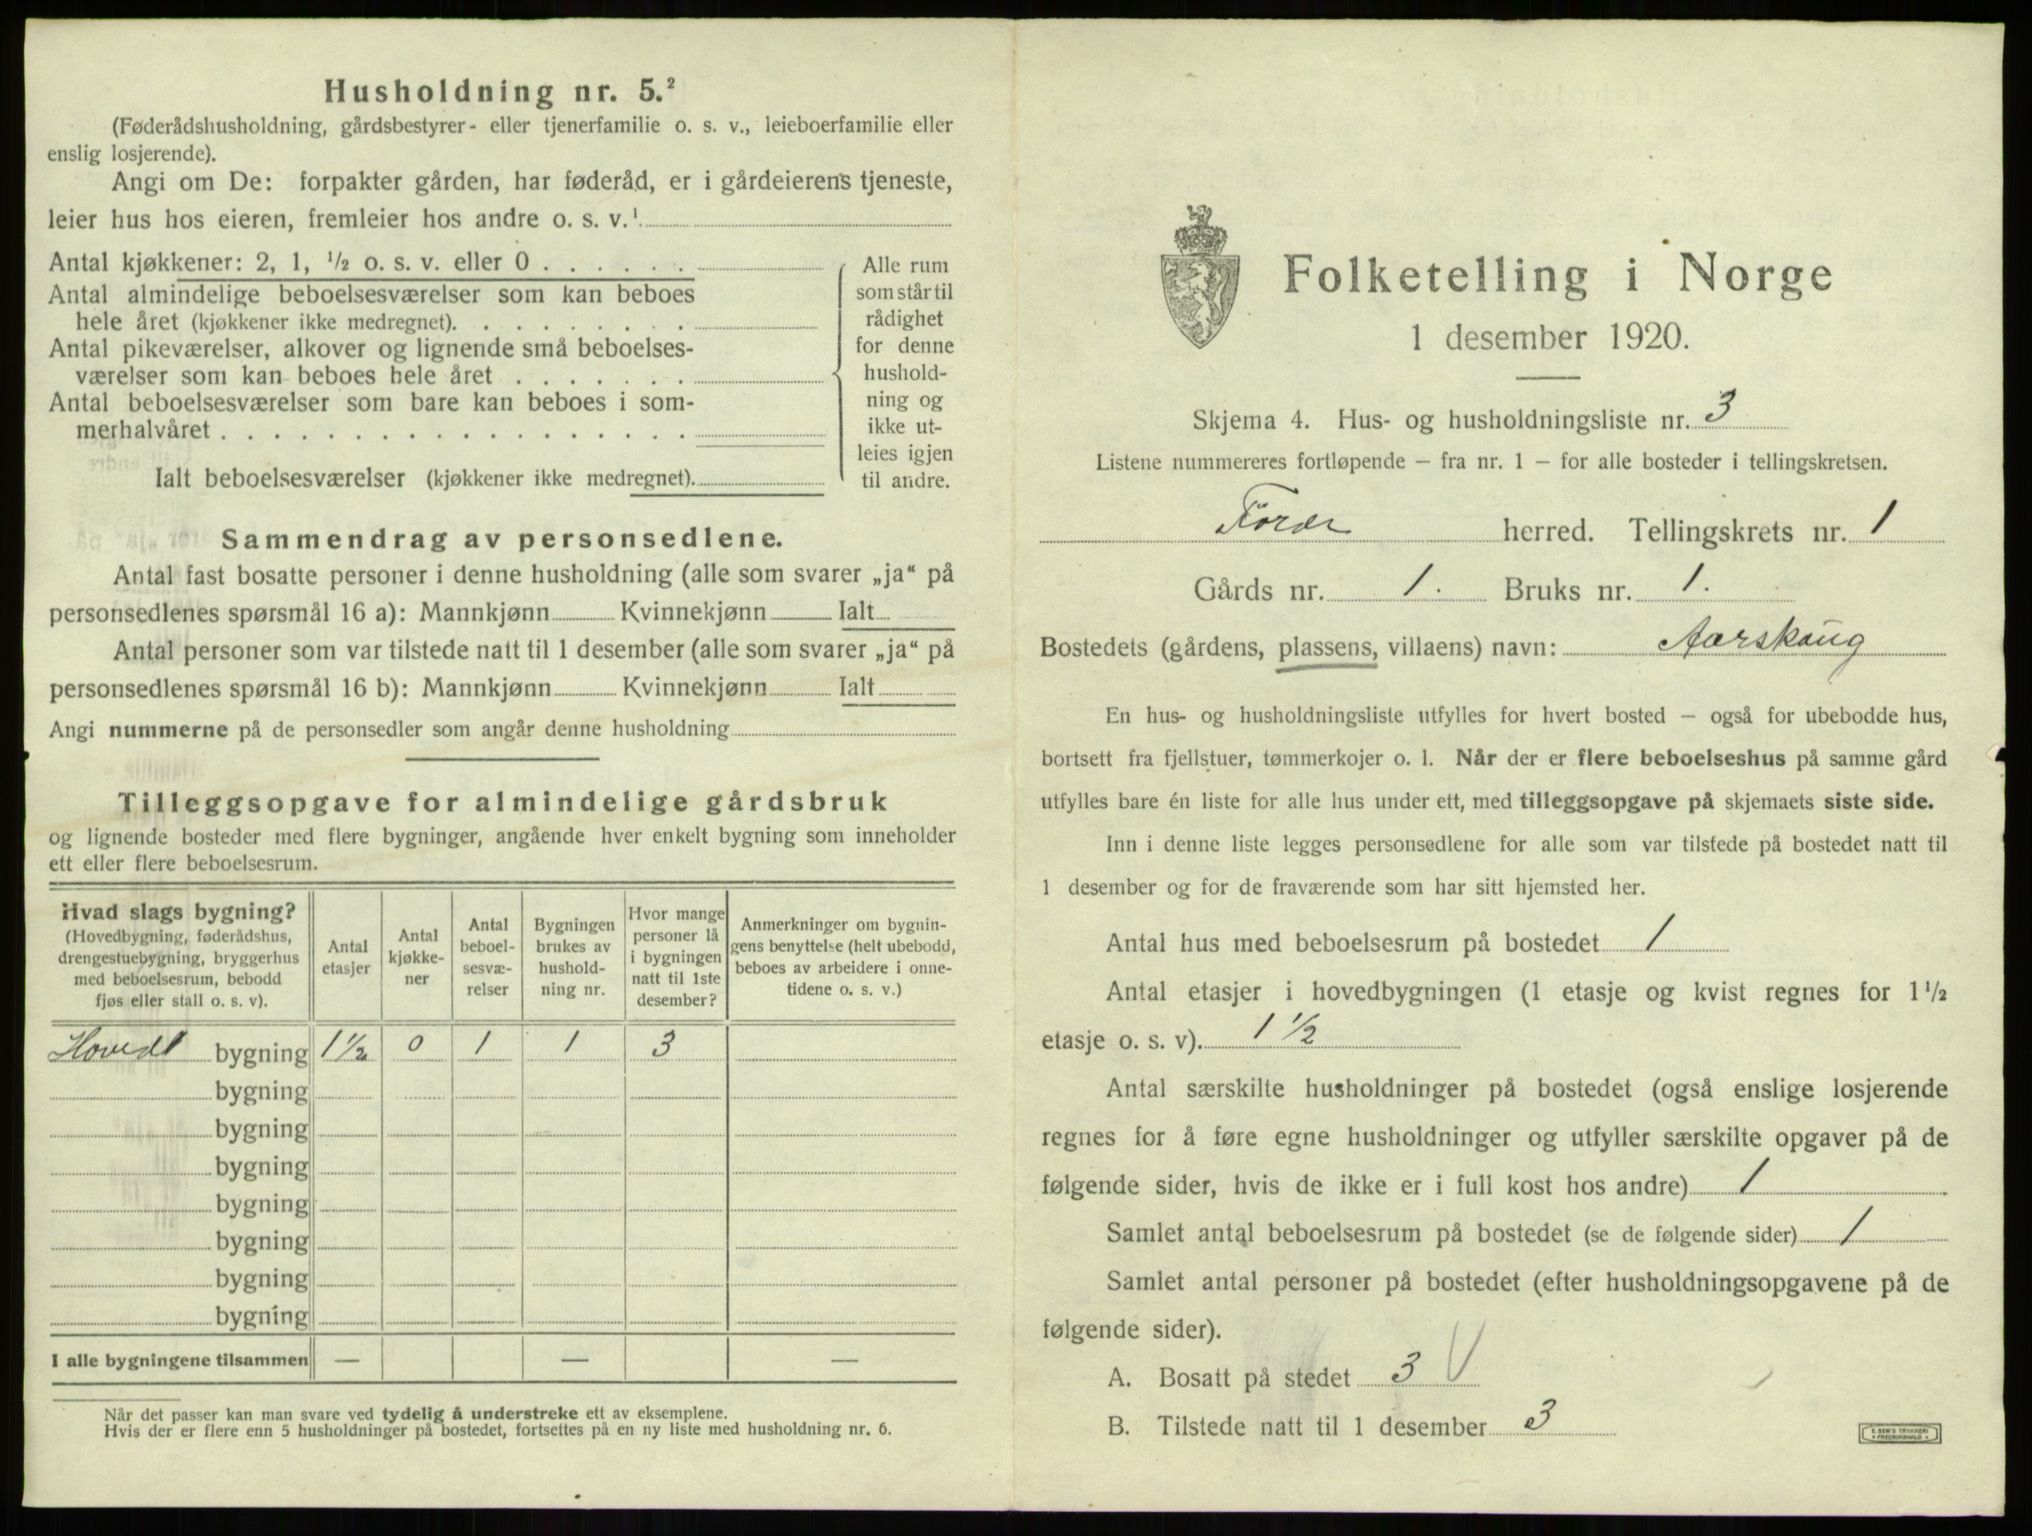 Husholdning nr. 5.²
(Føderådshusholdning, gårdsbestyrer- eller tjenerfamilie o. s. v., leieboerfamilie eller
enslig losjerende).
Angi om De: forpakter gården, har føderåd, er i gårdeierens tjeneste,
leier hus hos eieren, fremleier hos andre o. s. v.¹
Antal kjøkkener: 2, 1, ½ o. s. v. eller 0 . . . . . .
Antal almindelige beboelsesværelser som kan beboes
hele året (kjøkkener ikke medregnet). . . . . . . . .
Antal pikeværelser, alkover og lignende små beboelses-
værelser som kan beboes hele året . . . . . . .
Antal beboelsesværelser som bare kan beboes i som-
merhalvåret . . . . . . . . . . . . . . . . . .
Ialt beboelsesværelser (kjøkkener ikke medregnet).
Alle rum
som står til
rådighet
for denne
hushold-
ning og
ikke ut-
leies igjen
til andre.
Sammendrag av personsedlene.
Antal fast bosatte personer i denne husholdning (alle som svarer „ja“ på
personsedlenes spørsmål 16 a): Mannkjønn Kvinnekjønn Ialt
Antal personer som var tilstede natt til 1 desember (alle som svarer „ja“ på
personsedlenes spørsmål 16 b): Mannkjønn Kvinnekjønn Ialt
Angi nummerne på de personsedler som angår denne husholdning
Tilleggsopgave for almindelige gårdsbruk
og lignende bosteder med flere bygninger, angående hver enkelt bygning som inneholder
ett eller flere beboelsesrum.
Hvad slags bygning?
(Hovedbygning, føderådshus,
drengestuebygning, bryggerhus
med beboelsesrum, bebodd
fjøs eller stall o. s. v).
Antal
etasjer
Antal
kjøkke-
ner
Antal
beboel-
sesvæ-
relser
Bygningen
brukes av
hushold-
ning nr.
Hvor mange
personer lå
i bygningen
natt til 1ste
desember?
Anmerkninger om bygnin-
gens benyttelse (helt ubebodd,
beboes av arbeidere i onne-
tidene o. s. v.)
Hovedt bygning 1½ 0 1 1 3
bygning
bygning
bygning
bygning
bygning
bygning
bygning
I alle bygningene tilsammen — — —
Når det passer kan man svare ved tydelig å understreke ett av eksemplene.
Hvis der er flere enn 5 husholdninger på bostedet, fortsettes på en ny liste med husholdning nr. 6.
Folketelling i Norge
1 desember 1920.
Skjema 4. Hus- og husholdningsliste nr. 3
Listene nummereres fortløpende — fra nr. 1 — for alle bosteder i tellingskretsen.
Förde herred. Tellingskrets nr. 1
Gårds nr. 1. Bruks nr. 1.
Bostedets (gårdens, plassens, villaens) navn: Aarskaug
En hus- og husholdningsliste utfylles for hvert bosted — også for ubebodde hus,
bortsett fra fjellstuer, tømmerkojer o. l. Når der er flere beboelseshus på samme gård
utfylles bare én liste for alle hus under ett, med tilleggsopgave på skjemaets siste side.
Inn i denne liste legges personsedlene for alle som var tilstede på bostedet natt til
1 desember og for de fraværende som har sitt hjemsted her.
Antal hus med beboelsesrum på bostedet 1
Antal etasjer i hovedbygningen (1 etasje og kvist regnes for 1½
etasje o. s. v). 1½
Antal særskilte husholdninger på bostedet (også enslige losjerende
regnes for å føre egne husholdninger og utfyller særskilte opgaver på de
følgende sider, hvis de ikke er i full kost hos andre) 1
Samlet antal beboelsesrum på bostedet (se de følgende sider) 1
Samlet antal personer på bostedet (efter husholdningsopgavene på de
følgende sider).
A. Bosatt på stedet 3
B. Tilstede natt til 1 desember 3
E. SEM'S TRYKKERI
FREDRIKSHALD